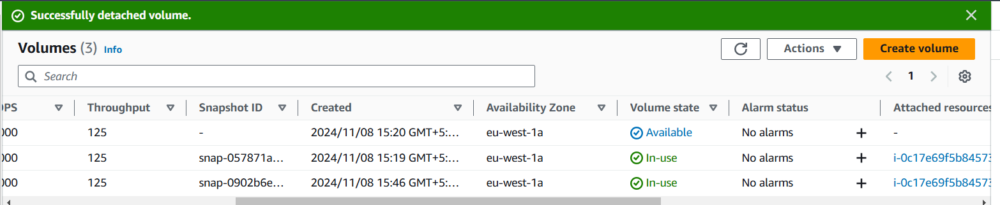 Successfully detached volume.
Volumes (3) Info
Actions
Create volume
Search
1
OPS Throughput Snapshot ID Created Availability Zone Volume state Alarm status Attached resources
000 125 - 2024/11/08 15:20 GMT+5:... eu-west-1a Available No alarms + -
000 125 snap-057871a... 2024/11/08 15:19 GMT+5:... eu-west-1a In-use No alarms + i-0c17e69f5b84573
000 125 snap-0902b6e... 2024/11/08 15:46 GMT+5:... eu-west-1a In-use No alarms + i-0c17e69f5b84573